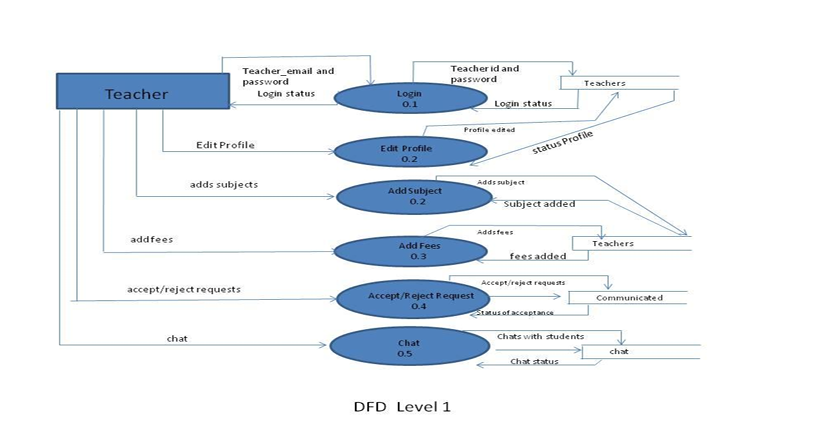 Teacher
Teacher_email and
password
Login status
Login
0.1
Teacher id and
password
Login status
Teachers
Edit Profile
Edit Profile
0.2
Profile edited
status Profile
adds subjects
Add Subject
0.2
Adds subject
Subject added
add fees
Add Fees
0.3
Adds fees
fees added
Teachers
accept/reject requests
Accept/Reject Request
0.4
Accept/reject requests
Status of acceptance
Communicated
chat
Chat
0.5
Chats with students
Chat status
chat
DFD Level 1